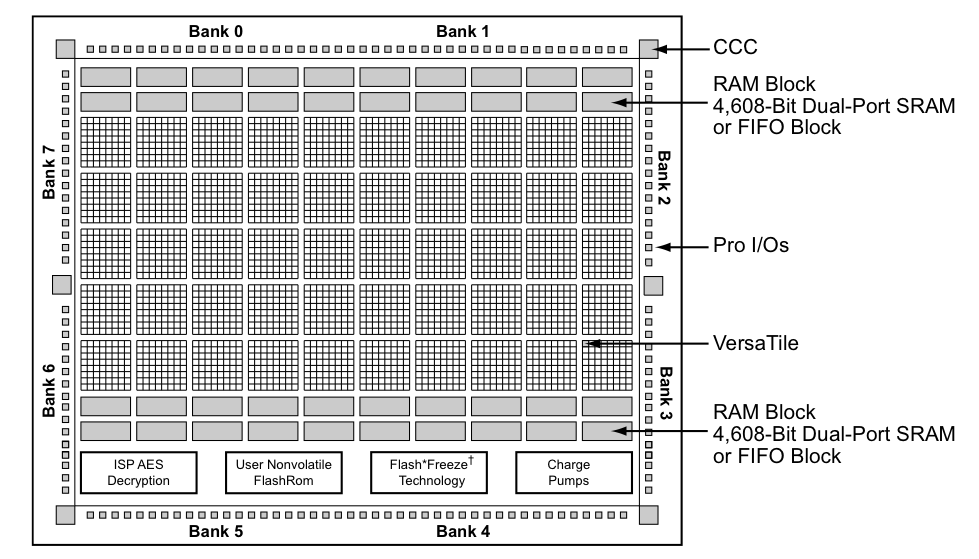 Bank 0
Bank 1
CCC
RAM Block
4,608-Bit Dual-Port SRAM
or FIFO Block
Bank 7
Bank 2
Pro I/Os
VersaTile
Bank 6
Bank 3
RAM Block
4,608-Bit Dual-Port SRAM
or FIFO Block
ISP AES
Decryption
User Nonvolatile
FlashRom
Flash*Freeze†
Technology
Charge
Pumps
Bank 5
Bank 4